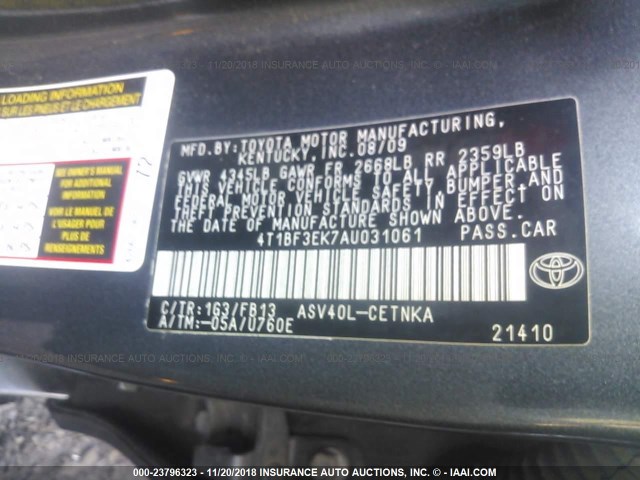 LOADING INFORMATION
SUR LES PNEUS ET LE CHARGEMENT
SEE OWNER'S
MANUAL FOR
ADDITIONAL
INFORMATION
VOIR LE MANUEL DE
L'USAGER POUR
PLUS DE
MFD.BY:TOYOTA MOTOR MANUFACTURING,
KENTUCKY,INC.08/09
GVWR 4345LB GAWR FR 2668LB RR 2359LB
THIS VEHICLE CONFORMS TO ALL APPLICABLE
FEDERAL MOTOR VEHICLE SAFETY,BUMPER,AND
THEFT PREVENTION STANDARDS IN EFFECT ON
THE DATE OF MANUFACTURE SHOWN ABOVE.
4T1BF3EK7AU031061 PASS.CAR
C/TR:1G3/FB13 ASV40L-CETNKA
A/TM:-05A/U760E
21410
000-23796323 - 11/20/2018 INSURANCE AUTO AUCTIONS, INC. - © - IAAI.COM